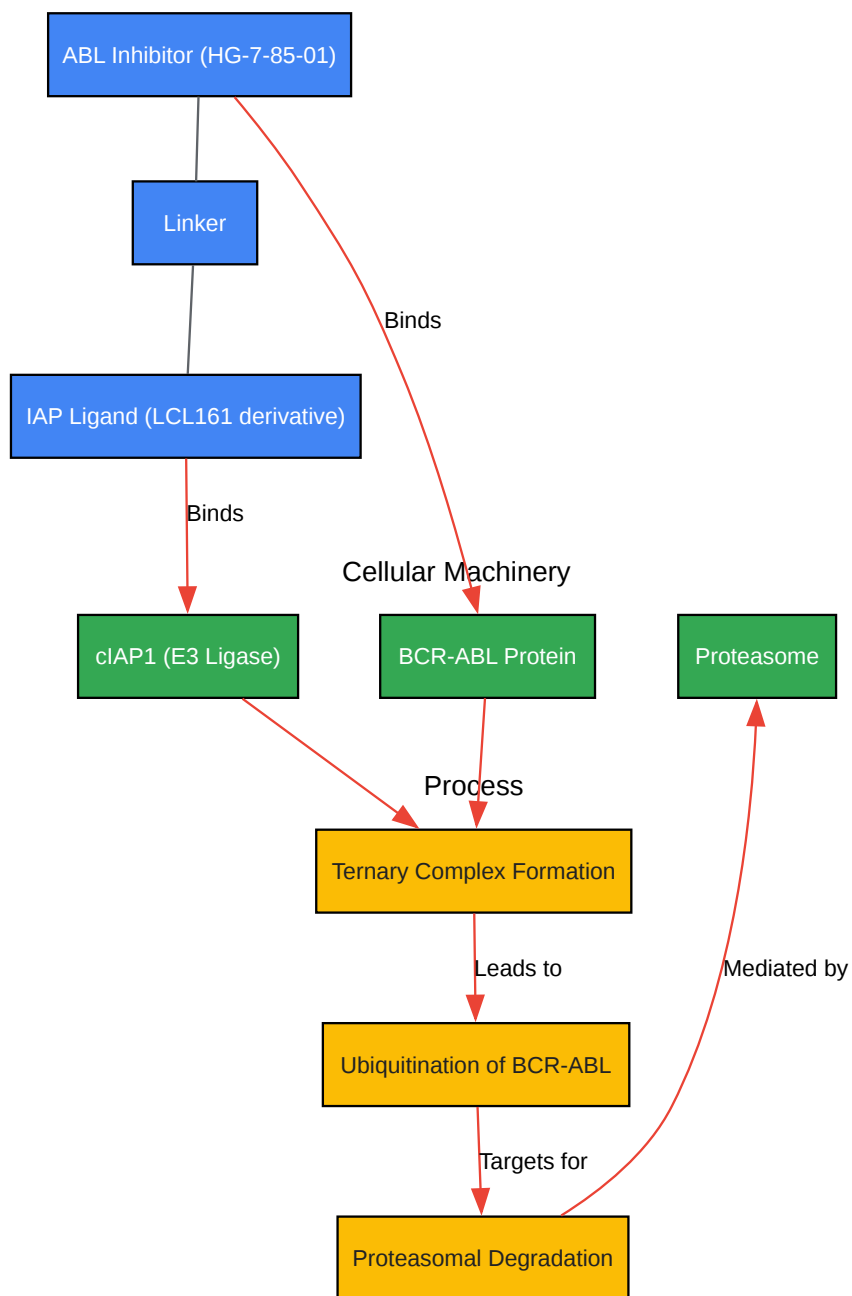 ABL Inhibitor (HG-7-85-01)
Linker
Binds
IAP Ligand (LCL161 derivative)
Binds
Cellular Machinery
cIAP1 (E3 Ligase)
BCR-ABL Protein
Proteasome
Process
Ternary Complex Formation
Leads to
Mediated by
Ubiquitination of BCR-ABL
Targets for
Proteasomal Degradation